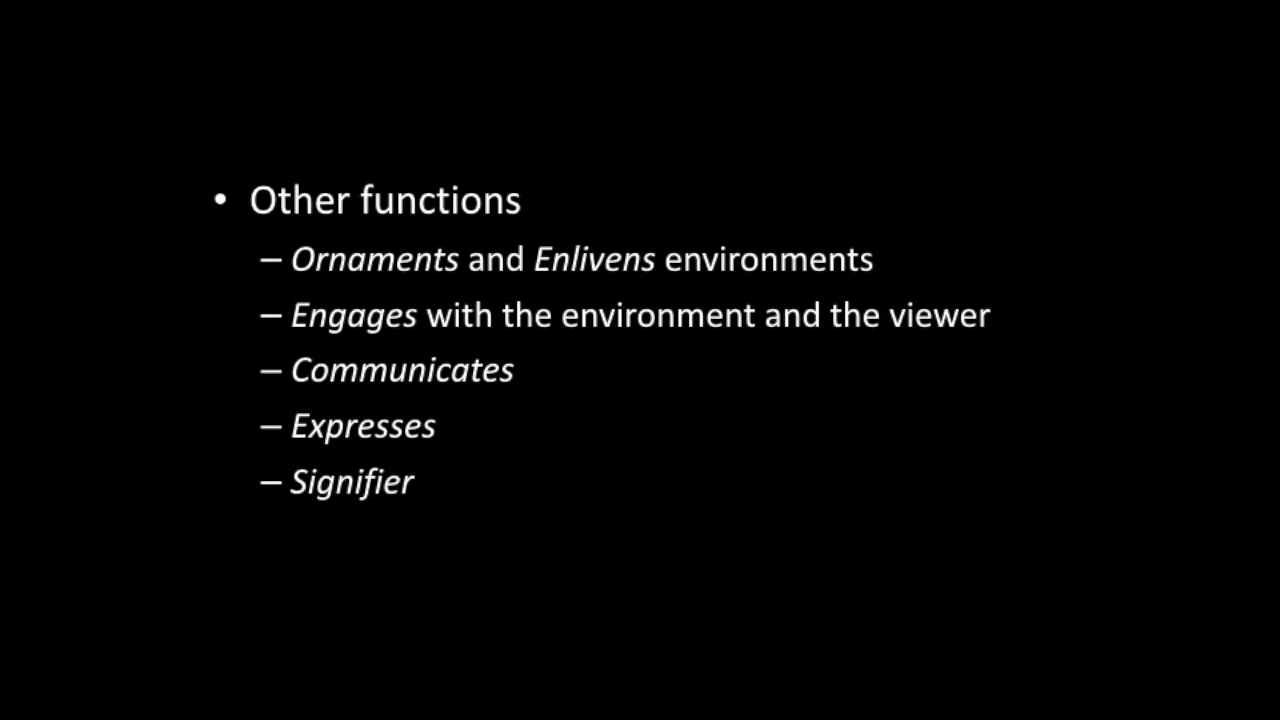 • Other functions
– Ornaments and Enlivens environments
– Engages with the environment and the viewer
– Communicates
– Expresses
– Signifier